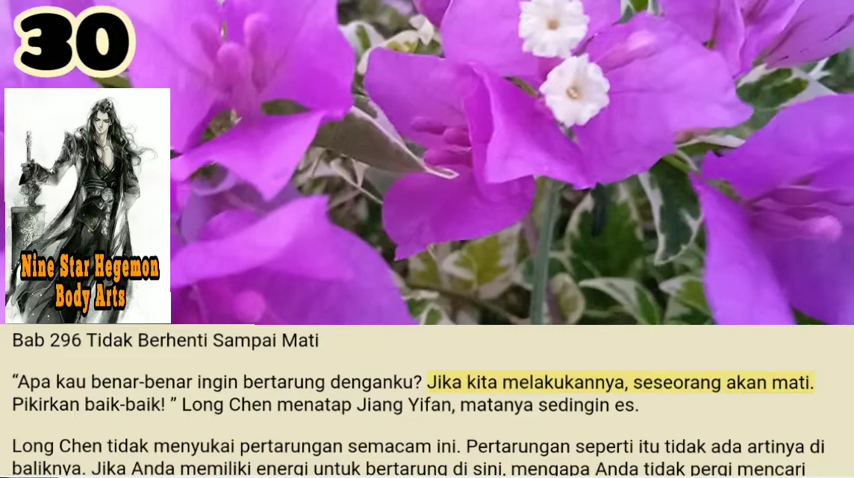 30
Nine Star Hegemon
Body Arts
Bab 296 Tidak Berhenti Sampai Mati
“Apa kau benar-benar ingin bertarung denganku? Jika kita melakukannya, seseorang akan mati.
Pikirkan baik-baik! ” Long Chen menatap Jiang Yifan, matanya sedingin es.
Long Chen tidak menyukai pertarungan semacam ini. Pertarungan seperti itu tidak ada artinya di
baliknya. Jika Anda memiliki energi untuk bertarung di sini, mengapa Anda tidak pergi mencari